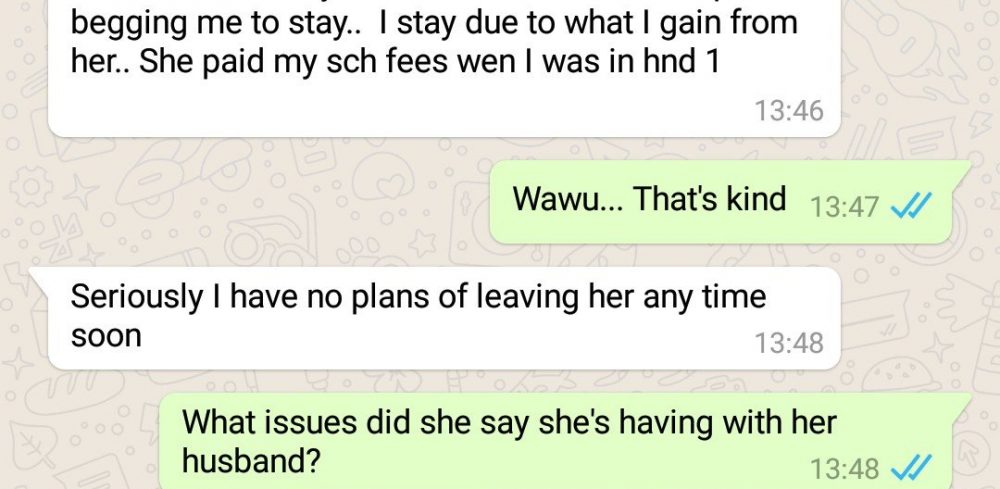 begging me to stay..  I stay due to what I gain from
her.. She paid my sch fees wen I was in hnd 1
13:46
Wawu... That's kind 13:47
Seriously I have no plans of leaving her any time
soon
13:48
What issues did she say she's having with her
husband?
13:48